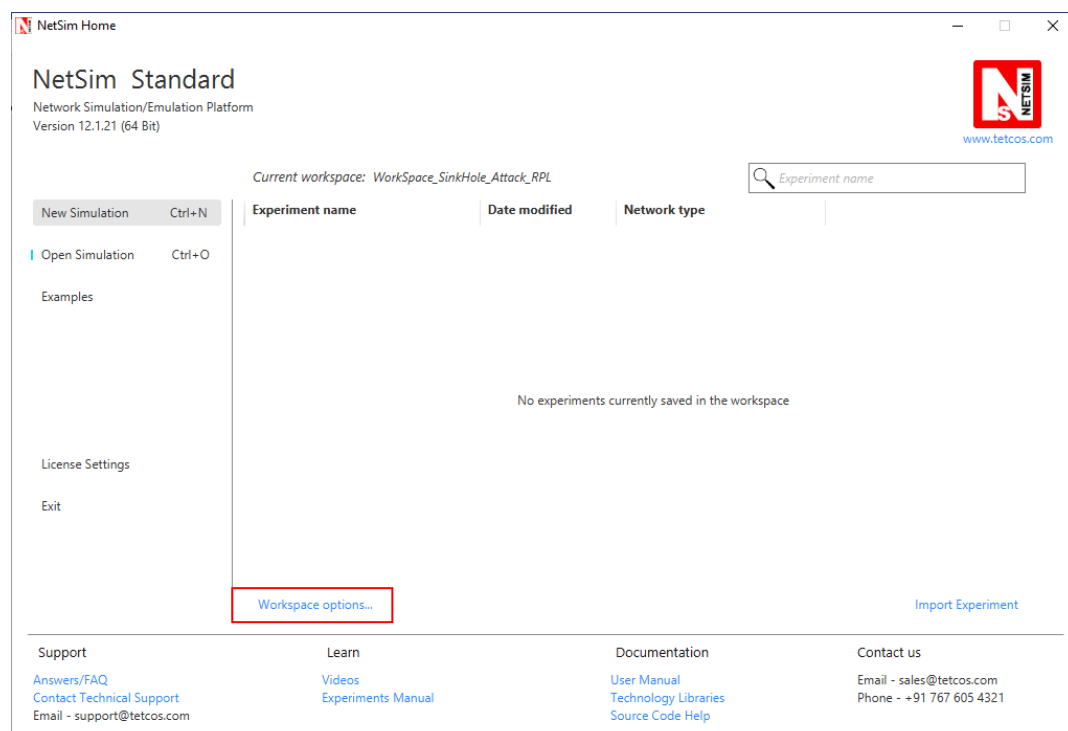 NetSim Home
NetSim Standard
Network Simulation/Emulation Platform
Version 12.1.21 (64 Bit)
NETSIM
www.tetcos.com
Current workspace: WorkSpace_SinkHole_Attack_RPL
Experiment name
New Simulation Ctrl+N
Experiment name Date modified Network type
Open Simulation Ctrl+O
Examples
No experiments currently saved in the workspace
License Settings
Exit
Workspace options...
Import Experiment
Support Learn Documentation Contact us
Answers/FAQ Videos User Manual Email - sales@tetcos.com
Contact Technical Support Experiments Manual Technology Libraries Phone - +91 767 605 4321
Email - support@tetcos.com Source Code Help